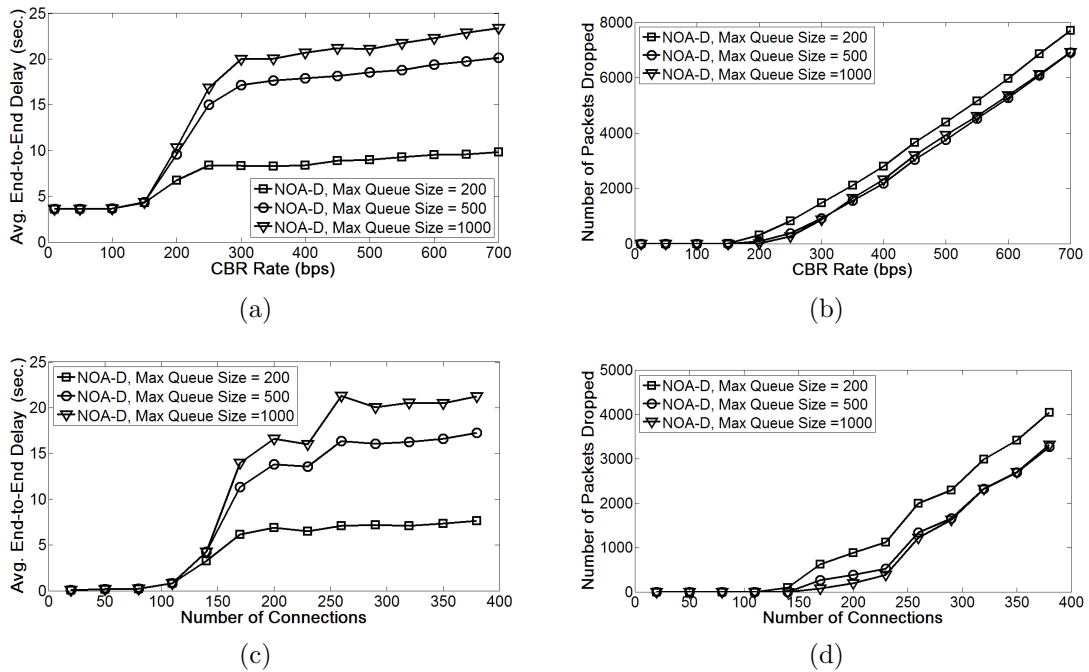 Avg. End-to-End Delay (sec.)
25
20
15
10
5
0
0 100 200 300 400 500 600 700
CBR Rate (bps)
NOA-D, Max Queue Size = 200
NOA-D, Max Queue Size = 500
NOA-D, Max Queue Size =1000
(a)
Number of Packets Dropped
8000
6000
4000
2000
0
0 100 200 300 400 500 600 700
CBR Rate (bps)
NOA-D, Max Queue Size = 200
NOA-D, Max Queue Size = 500
NOA-D, Max Queue Size =1000
(b)
Avg. End-to-End Delay (sec.)
25
20
15
10
5
0
0 50 100 150 200 250 300 350 400
Number of Connections
NOA-D, Max Queue Size = 200
NOA-D, Max Queue Size = 500
NOA-D, Max Queue Size =1000
(c)
Number of Packets Dropped
5000
4000
3000
2000
1000
0
0 50 100 150 200 250 300 350 400
Number of Connections
NOA-D, Max Queue Size = 200
NOA-D, Max Queue Size = 500
NOA-D, Max Queue Size =1000
(d)